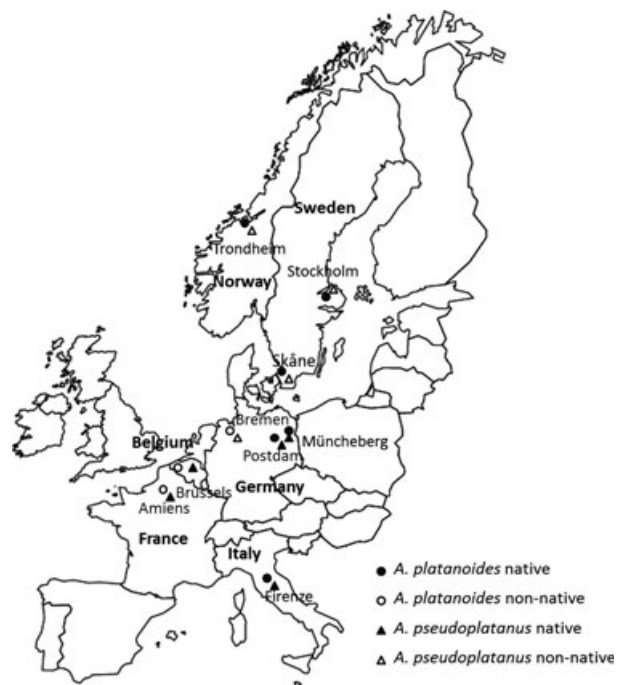 Sweden
Trondheim
Norway
Stockholm
Skåne
Bremen
Belgium
Müncheberg
Postdam
Brussels
Germany
Amiens
France
Italy
Firenze
A. platanoides native
A. platanoides non-native
A. pseudoplatanus native
A. pseudoplatanus non-native